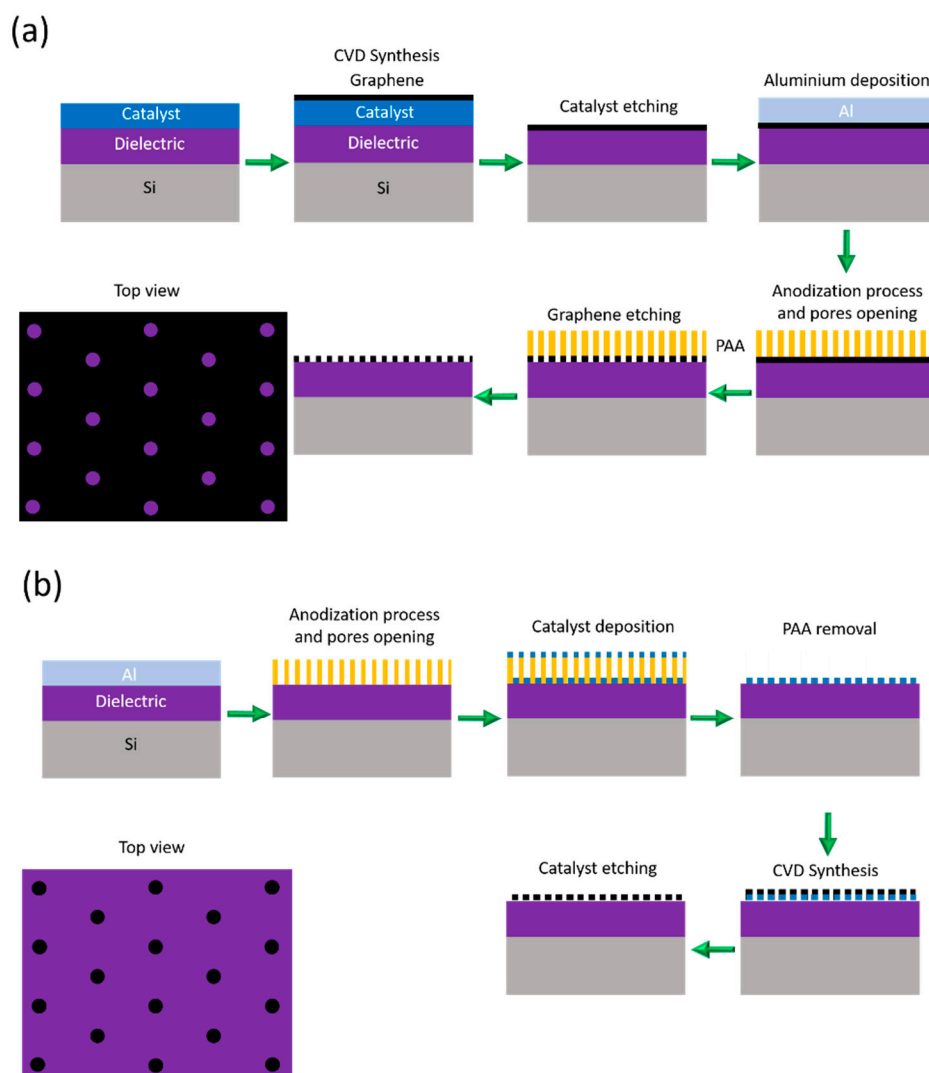 (a)
CVD Synthesis
Graphene
Catalyst etching
Aluminium deposition
Catalyst
Catalyst
Al
Dielectric
Dielectric
Si
Si
Top view
Graphene etching
PAA
Anodization process
and pores opening
(b)
Anodization process
and pores opening
Catalyst deposition
PAA removal
Al
Dielectric
Si
Top view
Catalyst etching
CVD Synthesis